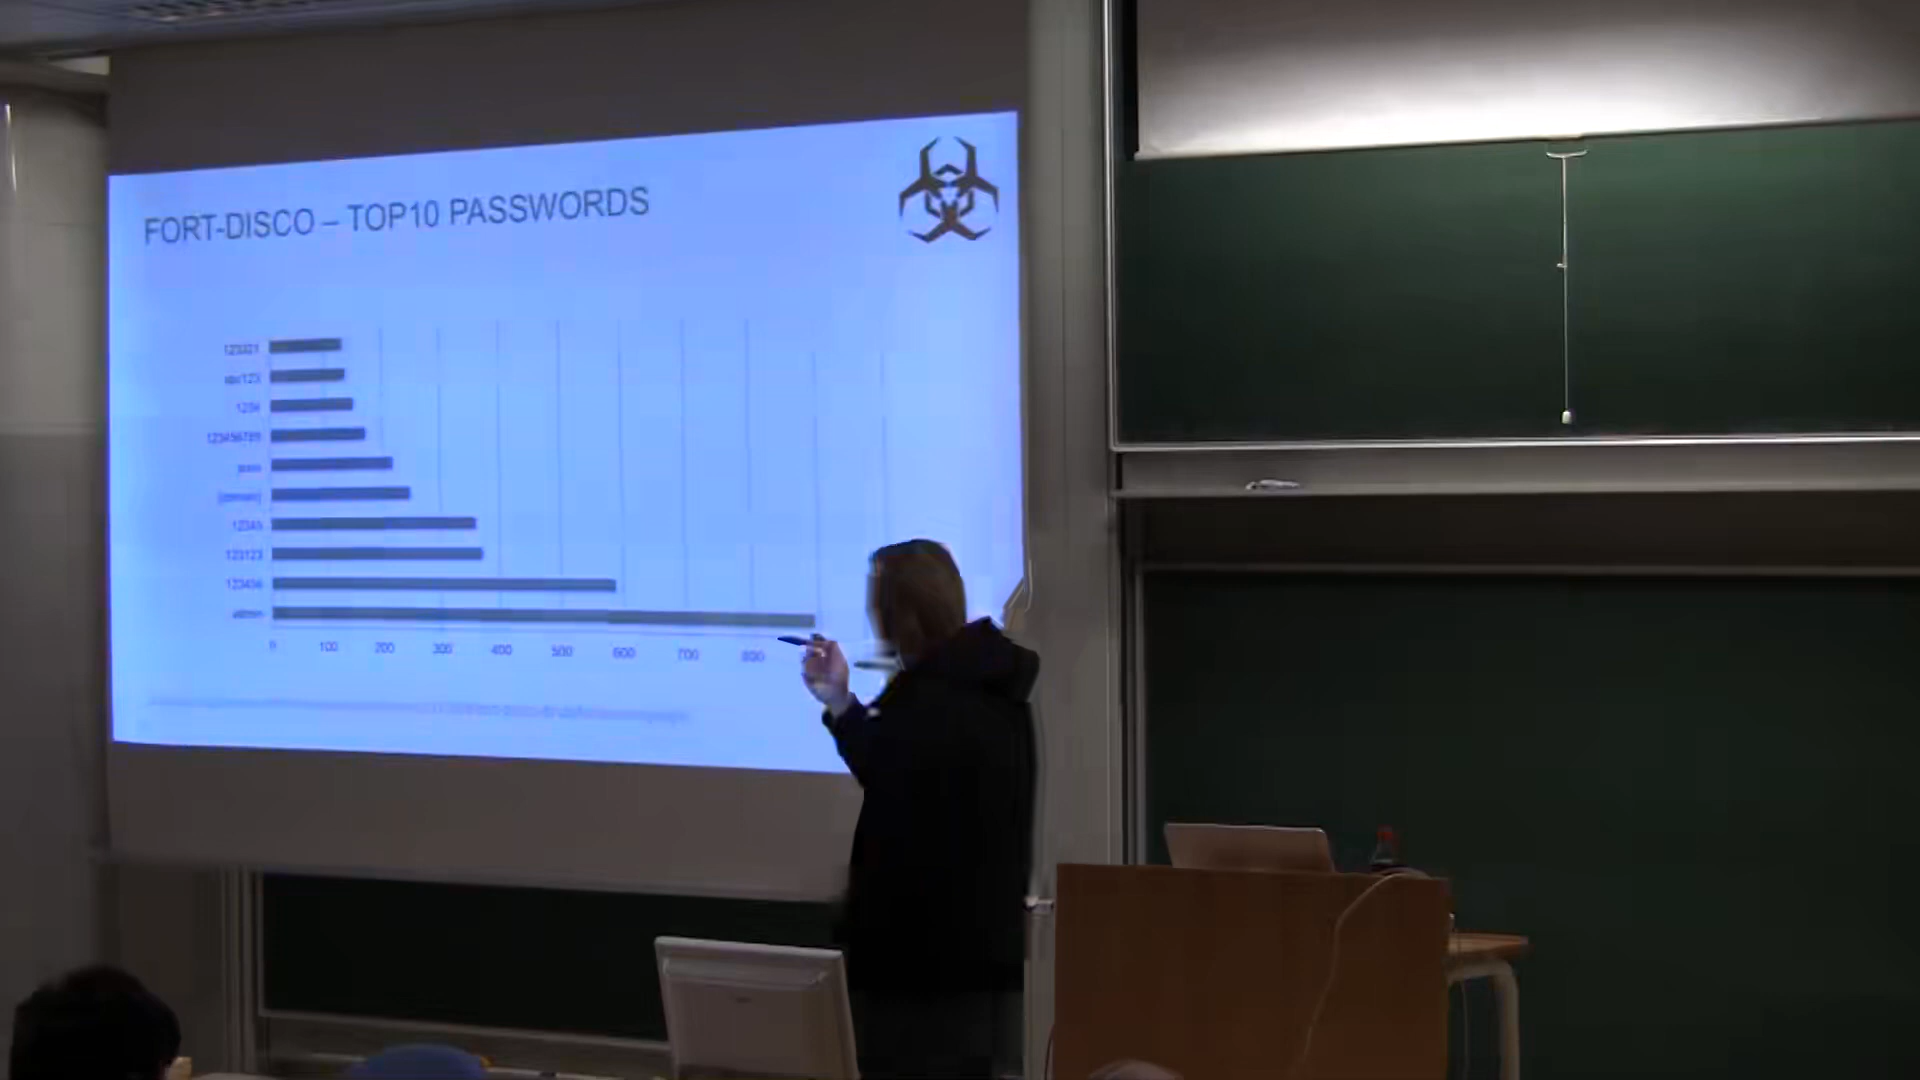 FORT-DISCO – TOP10 PASSWORDS
123321
abc123
1234
123456789
pass
[domain]
12345
123123
123456
admin
0 100 200 300 400 500 600 700 800